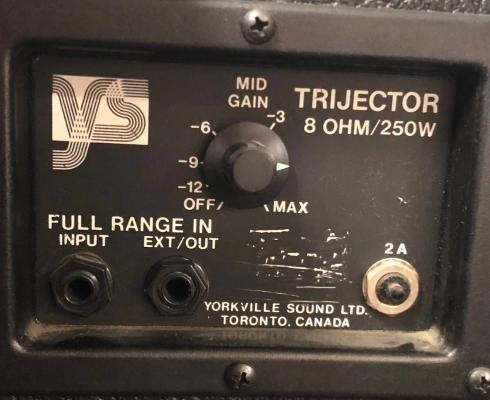 YS
MID
GAIN
TRIJECTOR
8 OHM/250W
-3
-6
-9
-12
OFF/
\MAX
FULL RANGE IN
INPUT
EXT/OUT
2A
YORKVILLE SOUND LTD.
TORONTO, CANADA